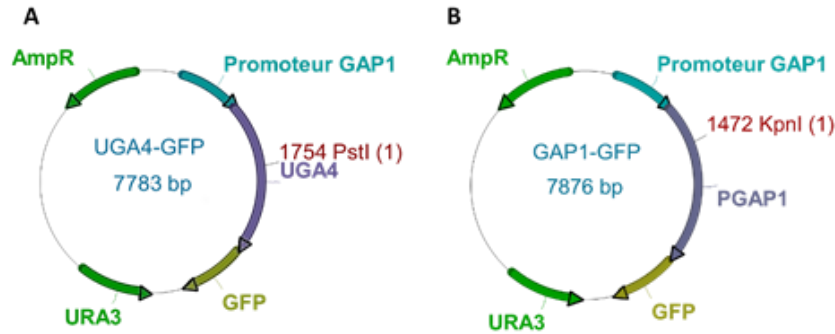 A
AmpR
Promoteur GAP1
UGA4-GFP
7783 bp
1754 PstI (1)
UGA4
URA3
GFP
B
AmpR
Promoteur GAP1
GAP1-GFP
7876 bp
1472 KpnI (1)
PGAP1
URA3
GFP